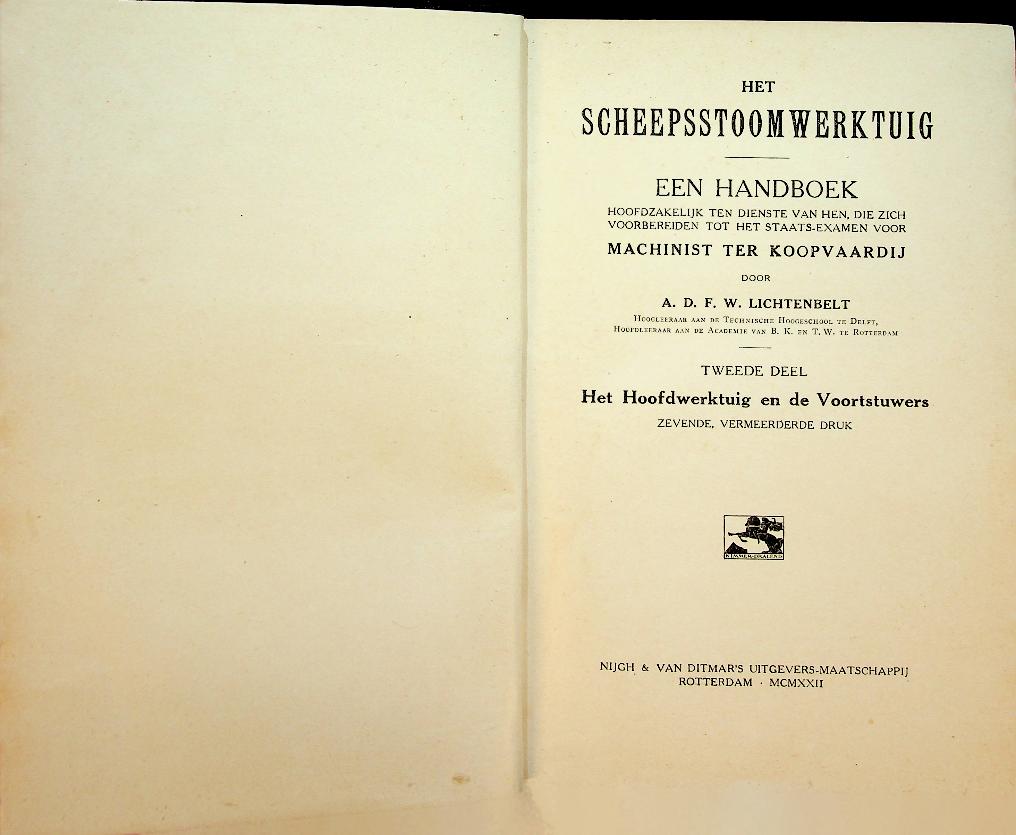 HET
SCHEEPSSTOOMWERKTUIG
EEN HANDBOEK
HOOFDZAKELIJK TEN DIENSTE VAN HEN, DIE ZICH
VOORBEREIDEN TOT HET STAATS-EXAMEN VOOR
MACHINIST TER KOOPVAARDIJ
DOOR
A. D. F. W. LICHTENBELT
HOOGLEERAAR AAN DE TECHNISCHE HOOGESCHOOL TE DELFT,
HOOFDLEERAAR AAN DE ACADEMIE VAN B. K. EN T. W. TE ROTTERDAM
TWEEDE DEEL
Het Hoofdwerktuig en de Voortstuwers
ZEVENDE, VERMEERDERDE DRUK
NIJGH & VAN DITMAR'S UITGEVERS-MAATSCHAPPIJ
ROTTERDAM · MCMXXII